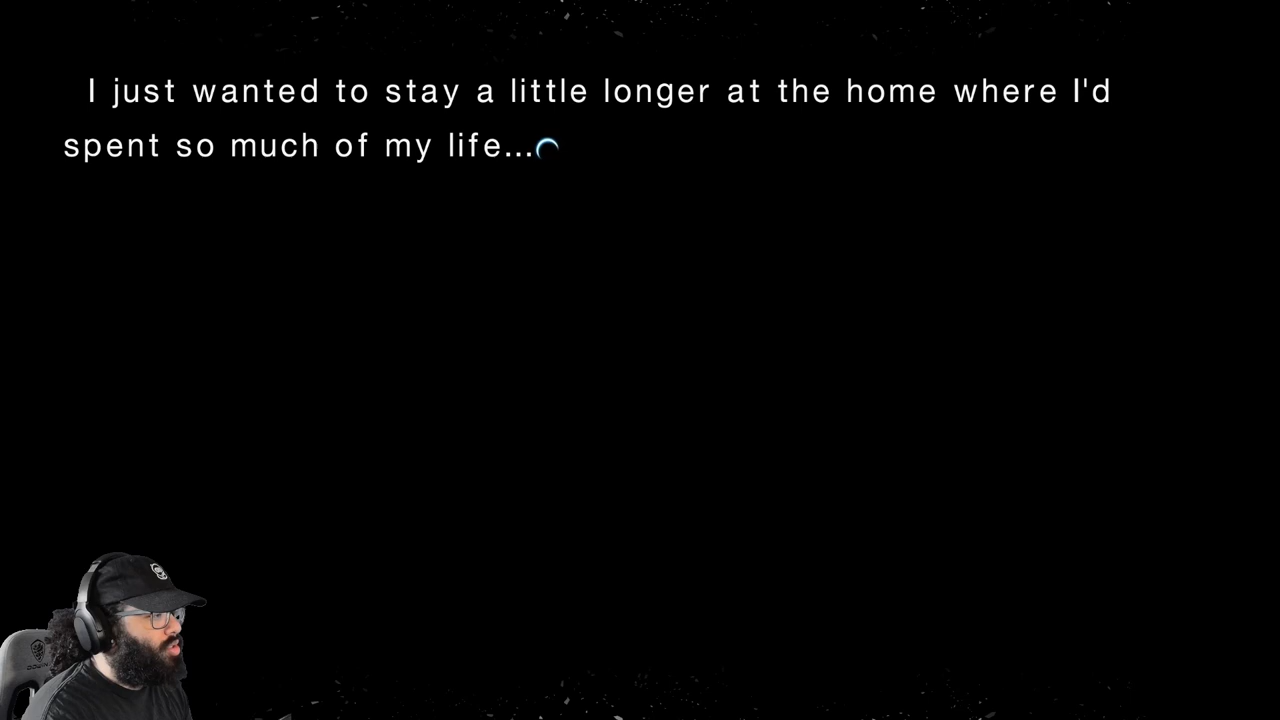 I just wanted to stay a little longer at the home where I'd
spent so much of my life...